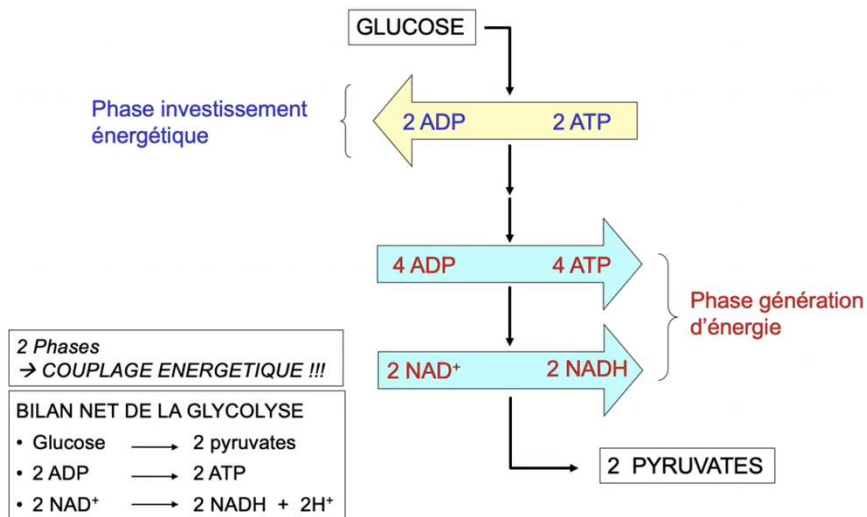 GLUCOSE
Phase investissement
énergétique
2 ADP 2 ATP
4 ADP 4 ATP
Phase génération
d'énergie
2 NAD⁺ 2 NADH
2 Phases
→ COUPLAGE ENERGETIQUE !!!
BILAN NET DE LA GLYCOLYSE
• Glucose → 2 pyruvates
• 2 ADP → 2 ATP
• 2 NAD⁺ → 2 NADH + 2H⁺
2 PYRUVATES